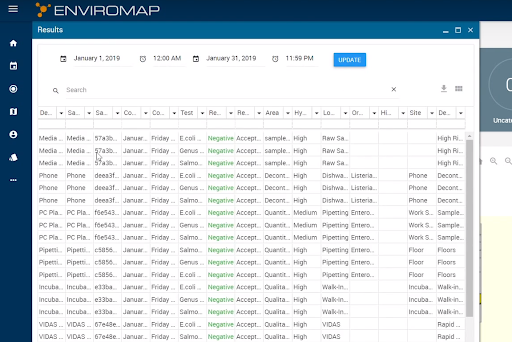 ENVIROMAP
Results
January 1, 2019 12:00 AM January 31, 2019 11:59 PM UPDATE
Search
De... Sa... Sa... Co... Co... Test Re... Re... Area Hy... Lo... Or... Hi... Site De...
Media ... Media ... 57a3b... Januar... Friday ... E.coli ... Negative Accept... sample... High Raw Sa... High Ri...
Media ... Media ... 57a3b... Januar... Friday ... Genus ... Negative Accept... sample... High Raw Sa... High Ri...
Media ... Media ... 57a3b... Januar... Friday ... Salmo... Negative Accept... sample... High Raw Sa... High Ri...
Phone Phone deea3f... Januar... Friday ... E.coli ... Negative Accept... Decont... High Dishwa... Listeria... Phone Decont...
Phone Phone deea3f... Januar... Friday ... Genus ... Negative Accept... Decont... High Dishwa... Listeria... Phone Decont...
Phone Phone deea3f... Januar... Friday ... Salmo... Negative Accept... Decont... High Dishwa... Listeria... Phone Decont...
PC Pla... PC Pla... f6e543... Januar... Friday ... E.coli ... Negative Accept... Quantit... Medium Pipetting Entero... Work S... Sample...
PC Pla... PC Pla... f6e543... Januar... Friday ... Genus ... Negative Accept... Quantit... Medium Pipetting Entero... Work S... Sample...
PC Pla... PC Pla... f6e543... Januar... Friday ... Salmo... Negative Accept... Quantit... Medium Pipetting Entero... Work S... Sample...
Pipetti... Pipetti... c5856... Januar... Friday ... E.coli ... Negative Accept... Quantit... High Pipetting Entero... Floor Floors
Pipetti... Pipetti... c5856... Januar... Friday ... Genus ... Negative Accept... Quantit... High Pipetting Entero... Floor Floors
Pipetti... Pipetti... c5856... Januar... Friday ... Salmo... Negative Accept... Quantit... High Pipetting Entero... Floor Floors
Incuba... Incuba... e33ba... Januar... Friday ... E.coli ... Negative Accept... Qualita... High Walk-in... Incuba... Walk-in...
Incuba... Incuba... e33ba... Januar... Friday ... Genus ... Negative Accept... Qualita... High Walk-in... Incuba... Walk-in...
Incuba... Incuba... e33ba... Januar... Friday ... Salmo... Negative Accept... Qualita... High Walk-in... Incuba... Walk-in...
VIDAS VIDAS 67e48e... Januar... Friday ... E.coli ... Negative Accept... Qualita... High VIDAS Rapid ...
VIDAS VIDAS 67e48e... Januar... Friday ... Genus ... Negative Accept... Qualita... High VIDAS Rapid ...
Uncate